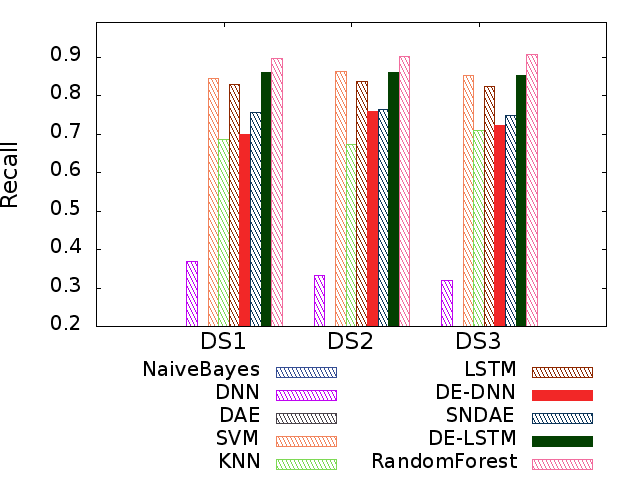 0.9
0.8
0.7
0.6
0.5
0.4
0.3
0.2
Recall
DS1 DS2 DS3
NaiveBayes LSTM
DNN DE-DNN
DAE SNDAE
SVM DE-LSTM
KNN RandomForest